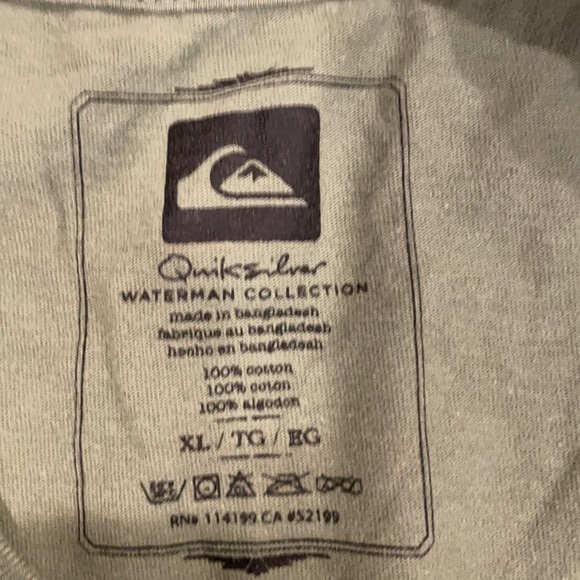 Quiksilver
WATERMAN COLLECTION
made in bangladesh
fabrique au bangladesh
hecho en bangladesh
100% cotton
100% coton
100% algodon
XL / TG / EG
RN# 114199 CA #52199